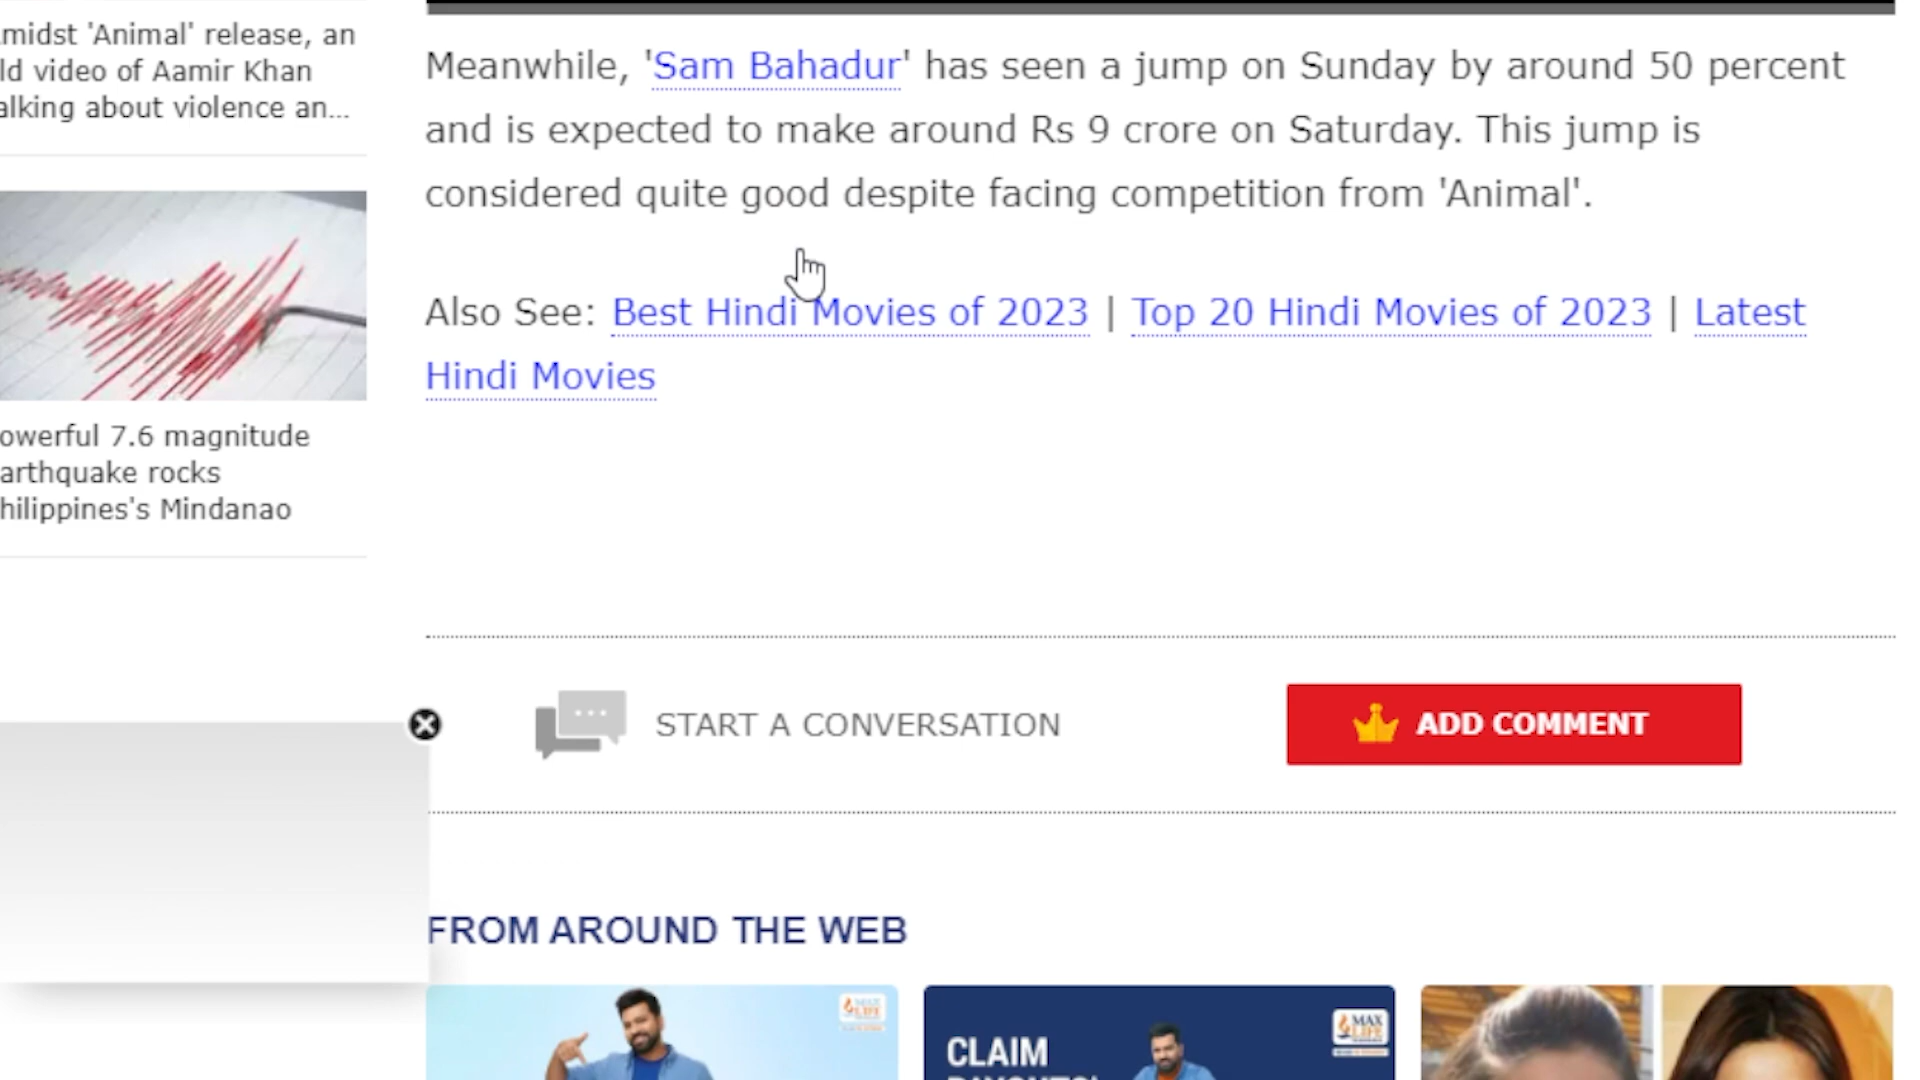 midst 'Animal' release, an
ld video of Aamir Khan
alking about violence an...
owerful 7.6 magnitude
arthquake rocks
hilippines's Mindanao
Meanwhile, 'Sam Bahadur' has seen a jump on Sunday by around 50 percent
and is expected to make around Rs 9 crore on Saturday. This jump is
considered quite good despite facing competition from 'Animal'.
Also See: Best Hindi Movies of 2023 | Top 20 Hindi Movies of 2023 | Latest
Hindi Movies
START A CONVERSATION
ADD COMMENT
FROM AROUND THE WEB
MAX
LIFE
CLAIM
MAX
LIFE